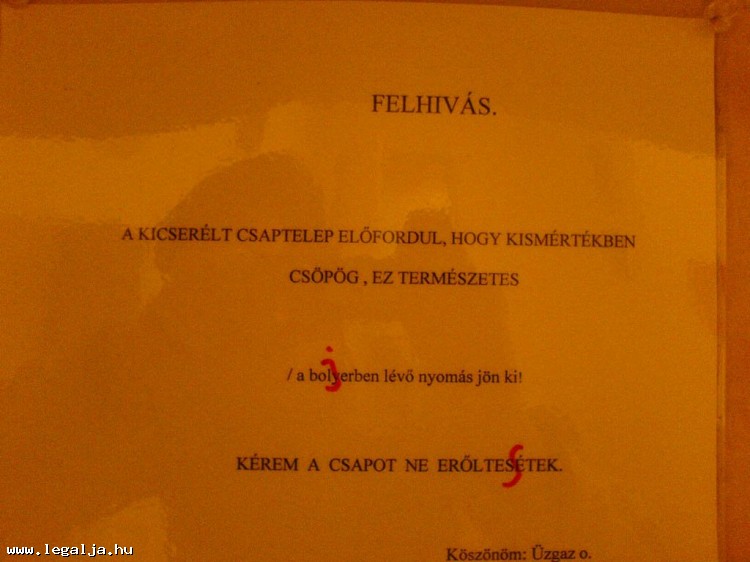 FELHIVÁS.
A KICSERÉLT CSAPTELEP ELŐFORDUL, HOGY KISMÉRTÉKBEN
CSÖPÖG , EZ TERMÉSZETES
/ a bolyerben lévő nyomás jön ki!
KÉREM A CSAPOT NE ERŐLTESÉTEK.
Köszönöm: Üzgaz o.
www.legalja.hu